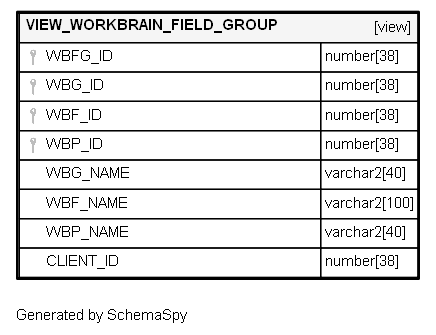 VIEW_WORKBRAIN_FIELD_GROUP [view]
WBFG_ID number[38]
WBG_ID number[38]
WBF_ID number[38]
WBP_ID number[38]
WBG_NAME varchar2[40]
WBF_NAME varchar2[100]
WBP_NAME varchar2[40]
CLIENT_ID number[38]
Generated by SchemaSpy